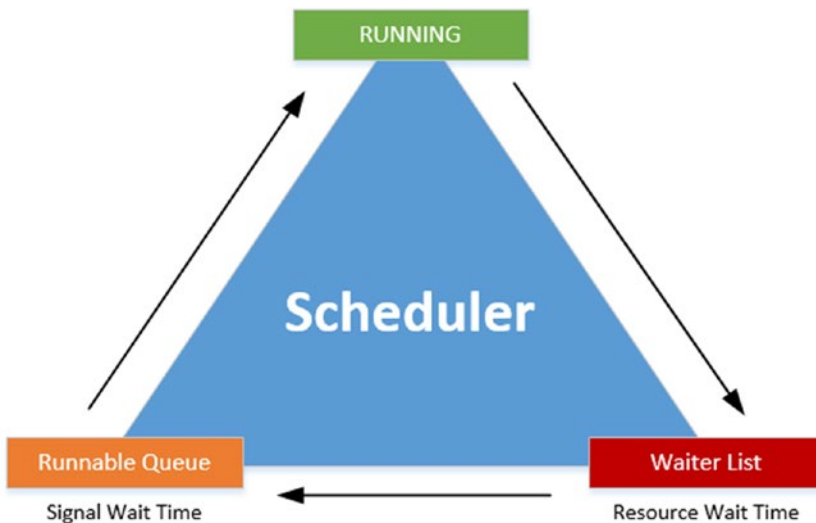 RUNNING
Scheduler
Runnable Queue
Waiter List
Signal Wait Time
Resource Wait Time